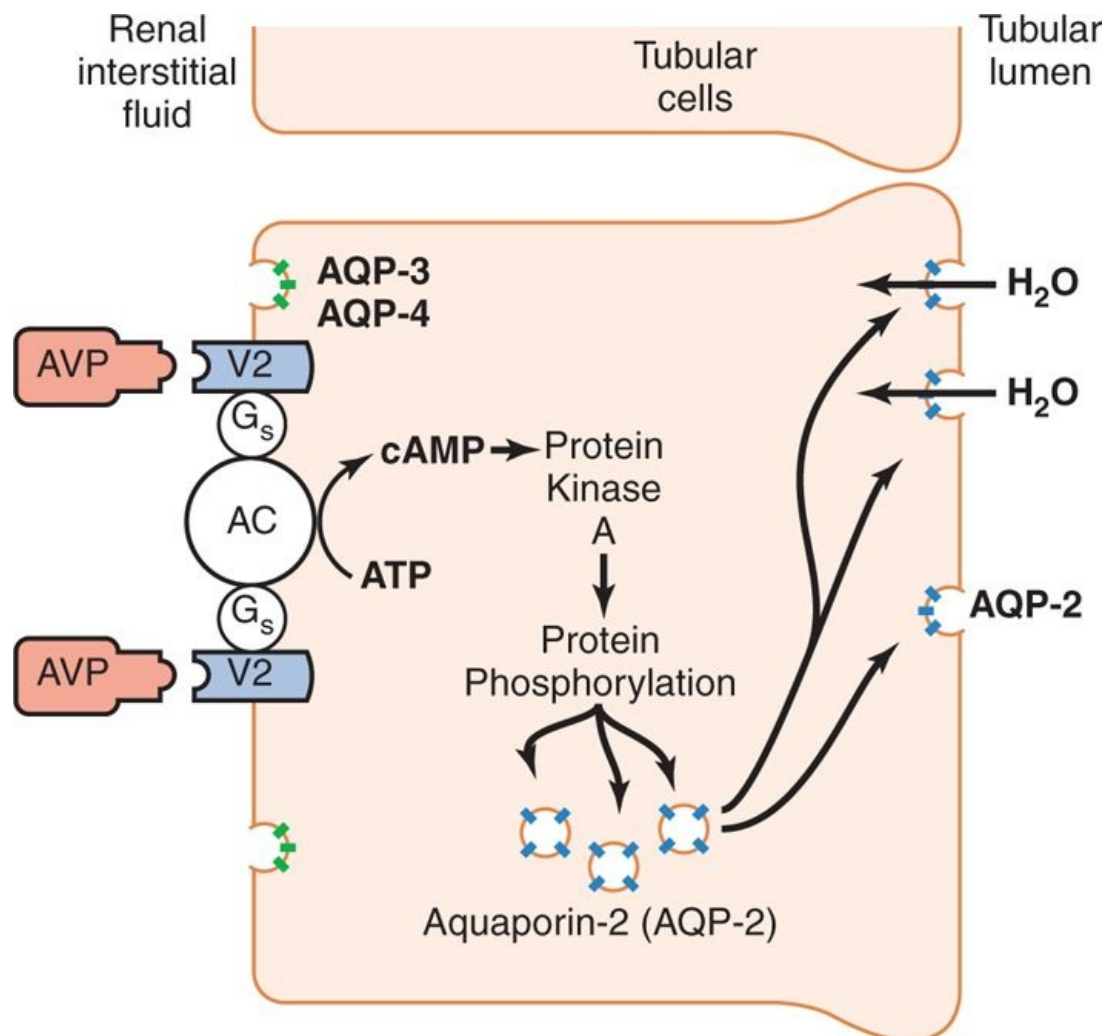 Renal
interstitial
fluid
Tubular
cells
Tubular
lumen
AQP-3
AQP-4
H₂O
AVP
V2
H₂O
Gs
cAMP
Protein
Kinase
A
AC
ATP
Gs
AQP-2
AVP
V2
Protein
Phosphorylation
Aquaporin-2 (AQP-2)